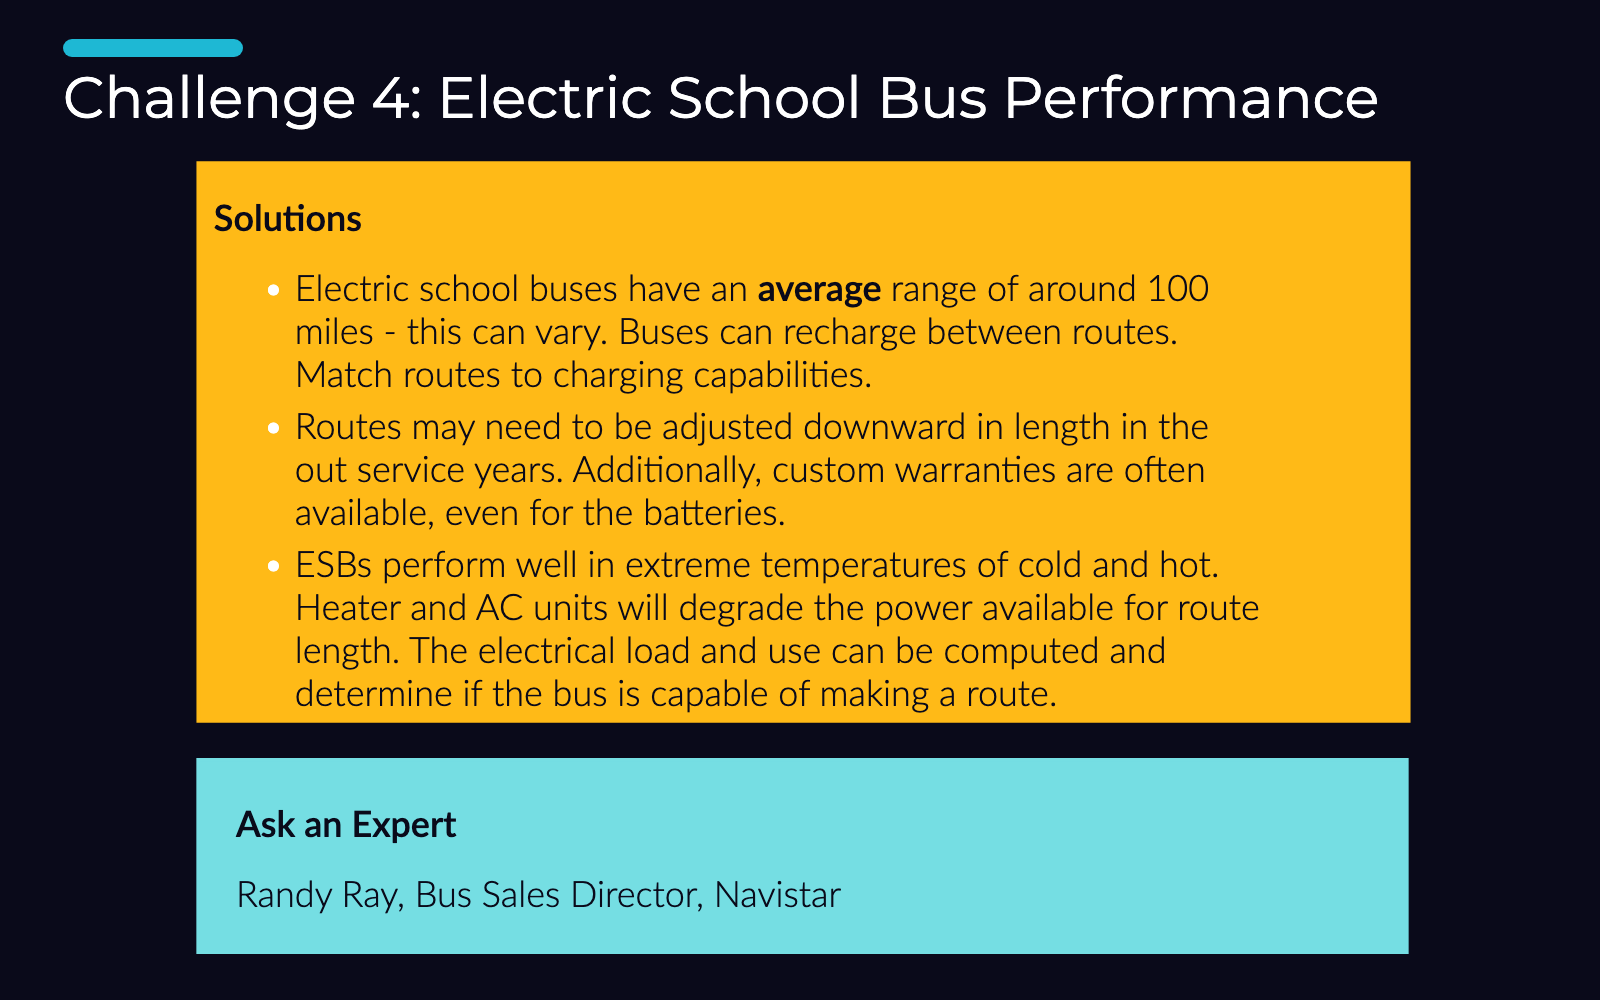 Challenge 4: Electric School Bus Performance
Solutions
• Electric school buses have an average range of around 100
miles - this can vary. Buses can recharge between routes.
Match routes to charging capabilities.
• Routes may need to be adjusted downward in length in the
out service years. Additionally, custom warranties are often
available, even for the batteries.
• ESBs perform well in extreme temperatures of cold and hot.
Heater and AC units will degrade the power available for route
length. The electrical load and use can be computed and
determine if the bus is capable of making a route.
Ask an Expert
Randy Ray, Bus Sales Director, Navistar